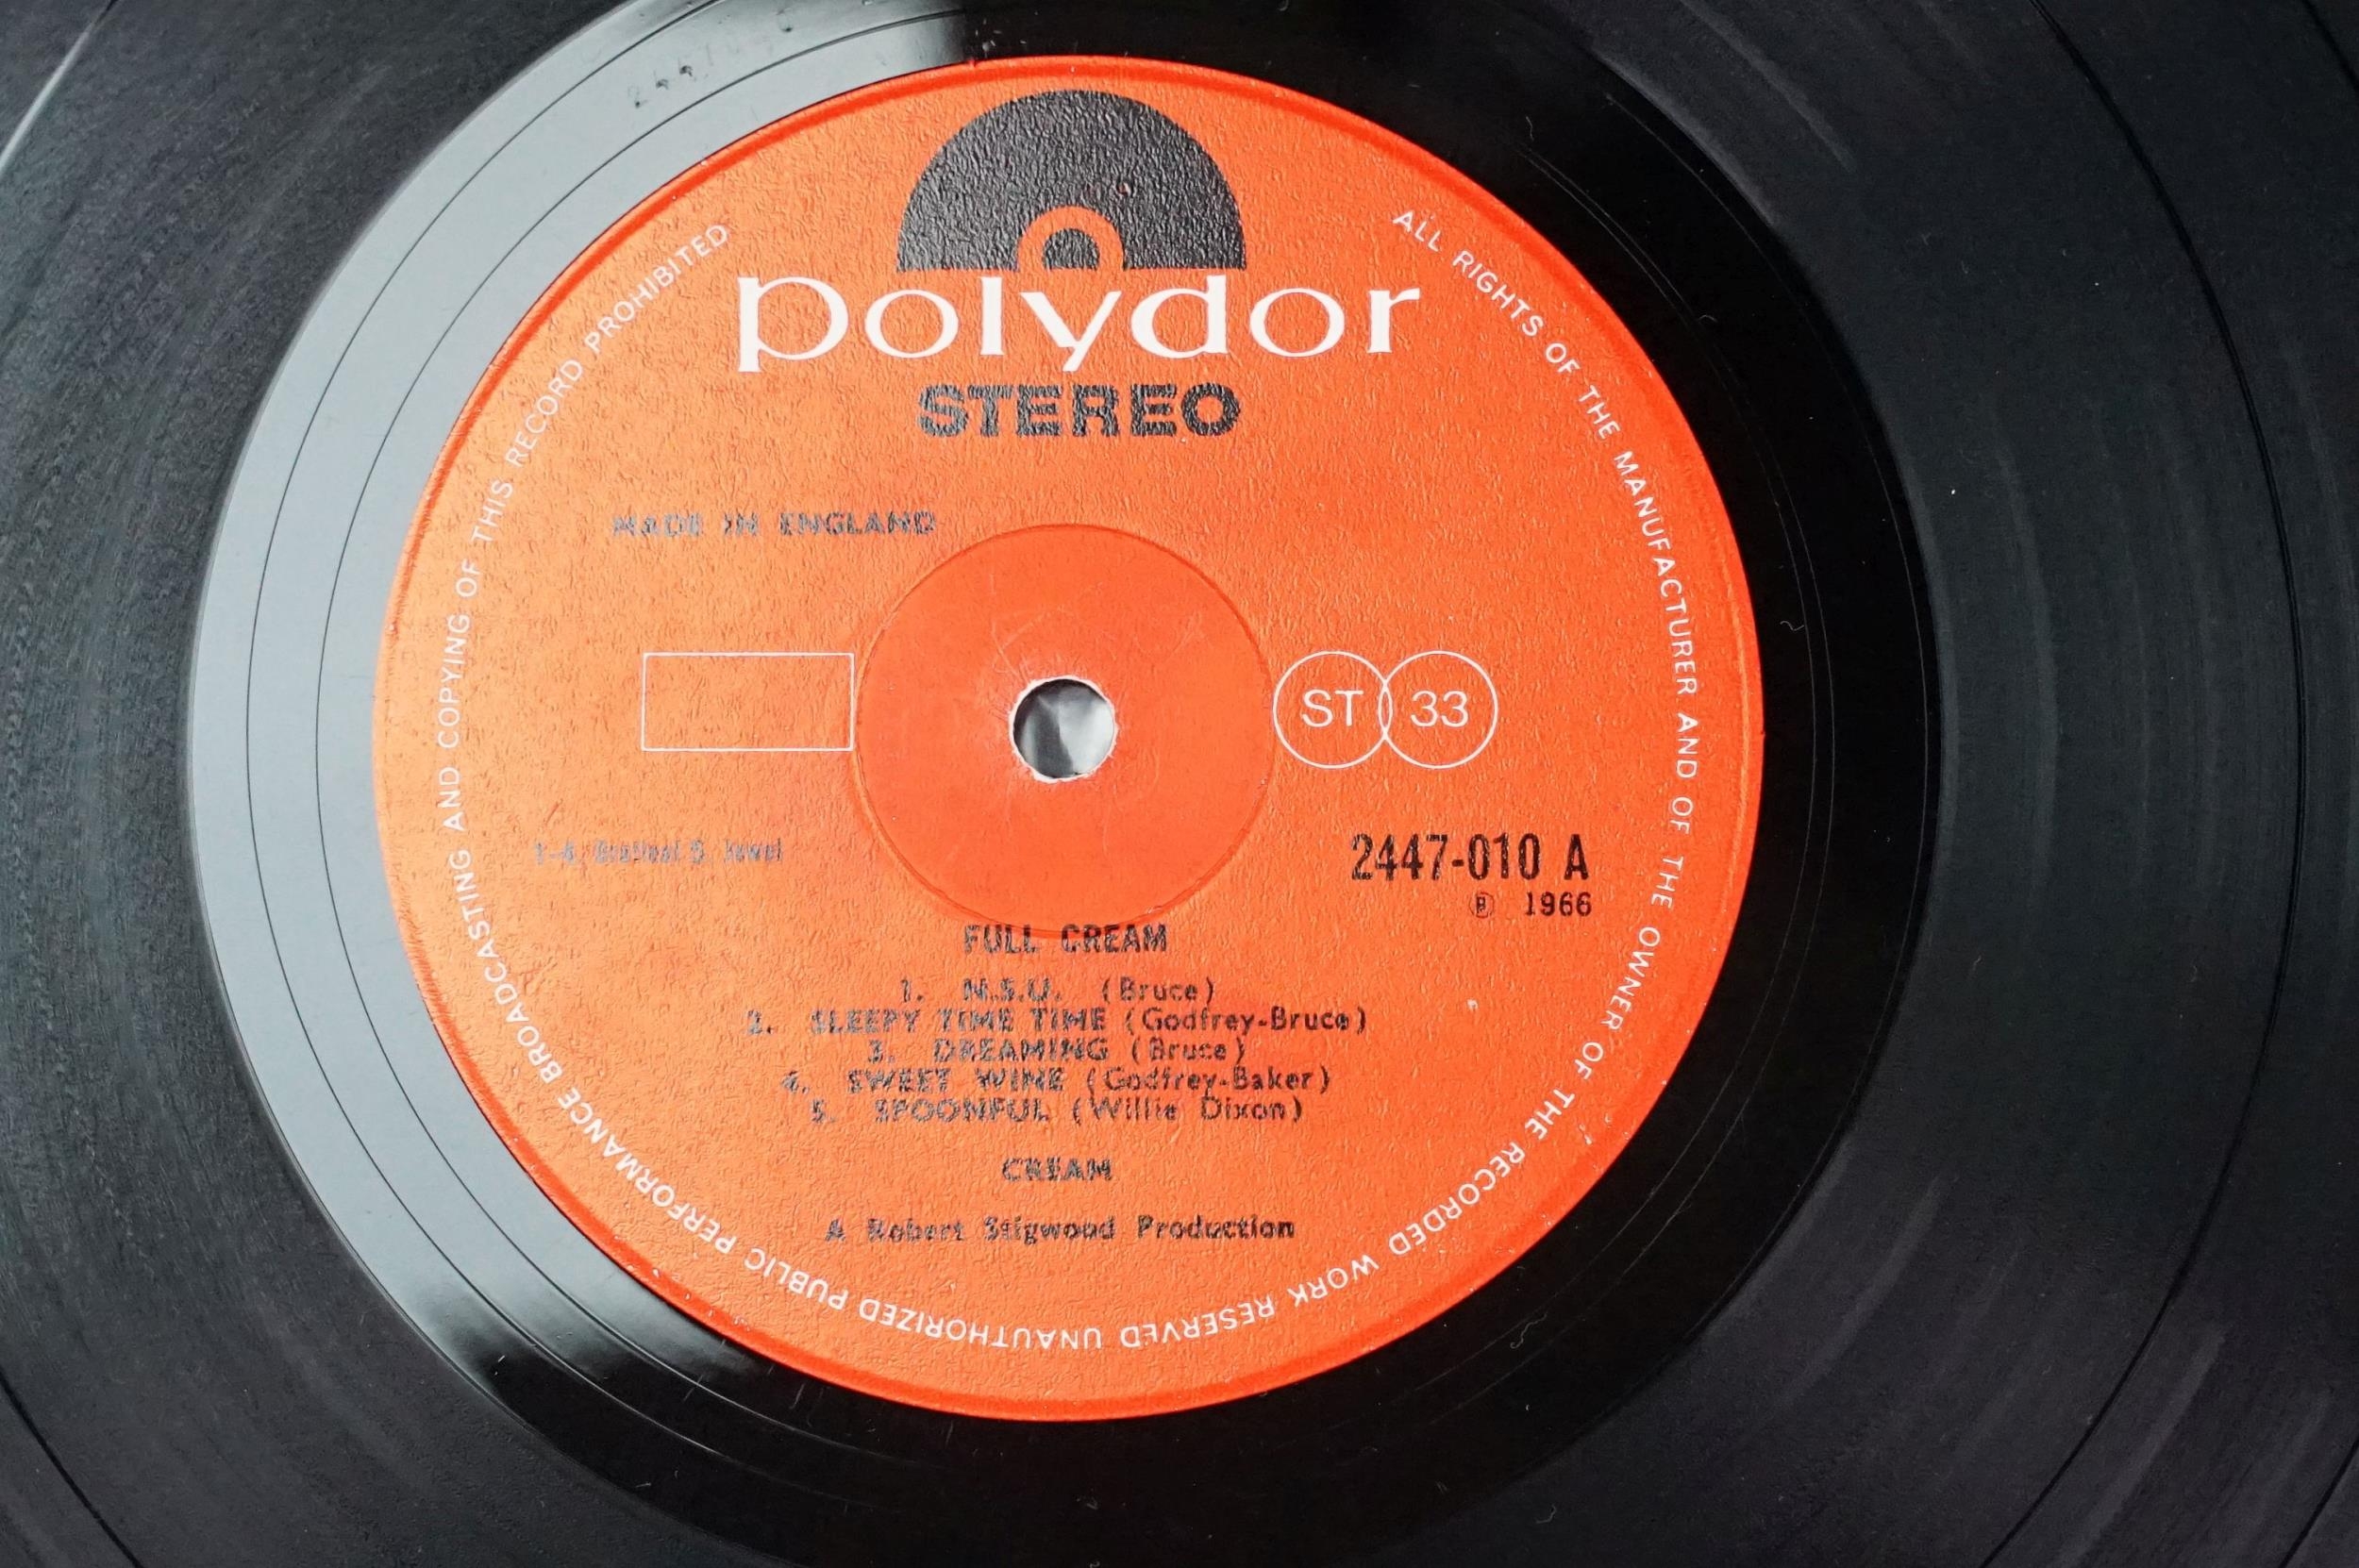 polydor
STEREO
MADE IN ENGLAND
ST 33
2447-010 A
Ⓟ 1966
FULL CREAM
1. N.S.U. (Bruce)
2. SLEEPY TIME TIME (Godfrey-Bruce)
3. DREAMING (Bruce)
4. SWEET WINE (Godfrey-Baker)
5. SPOONFUL (Willie Dixon)
CREAM
A Robert Stigwood Production
ALL RIGHTS OF THE MANUFACTURER AND OF THE OWNER OF THE RECORDED WORK RESERVED UNAUTHORIZED PUBLIC PERFORMANCE BROADCASTING AND COPYING OF THIS RECORD PROHIBITED